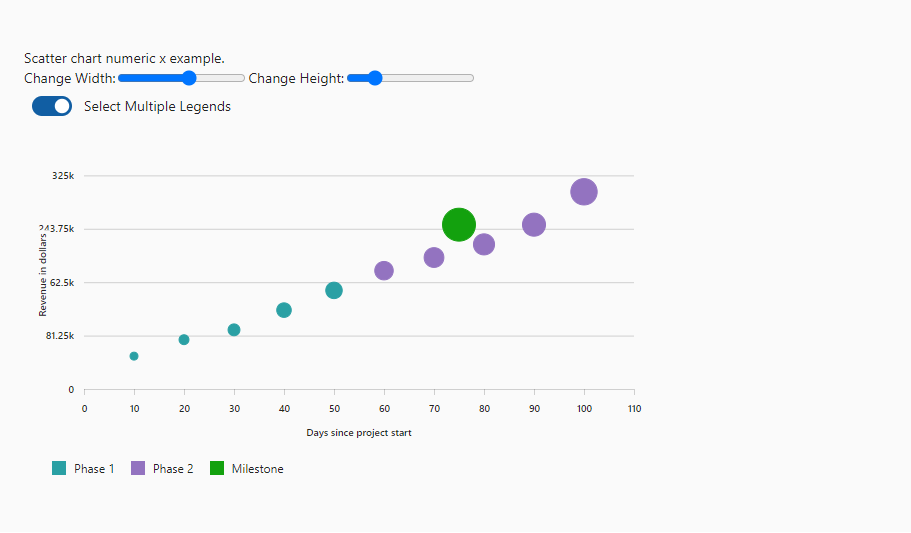 Scatter chart numeric x example.
Change Width: Change Height:
Select Multiple Legends
325k
243.75k
62.5k
81.25k
0
Revenue in dollars
0 10 20 30 40 50 60 70 80 90 100 110
Days since project start
Phase 1 Phase 2 Milestone